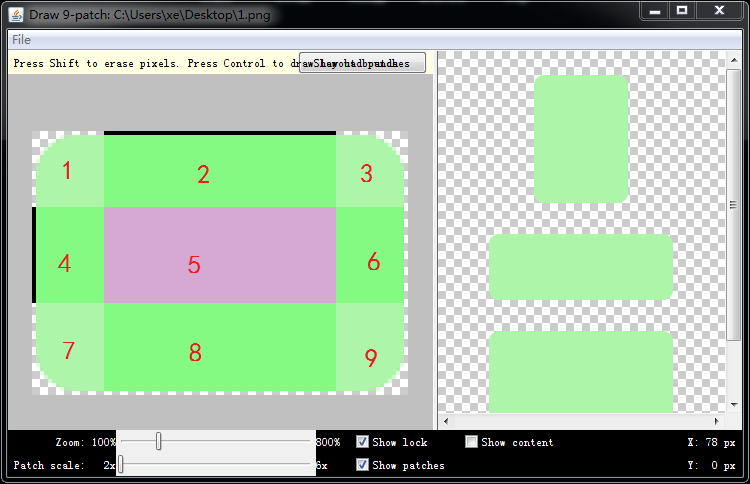 Draw 9-patch: C:\Users\xe\Desktop\1.png
File
Press Shift to erase pixels. Press Control to draw layout bounds
Show bad patches
1 2 3
4 5 6
7 8 9
Zoom: 100% 800% Show lock Show content X: 78 px
Patch scale: 2x 6x Show patches Y: 0 px